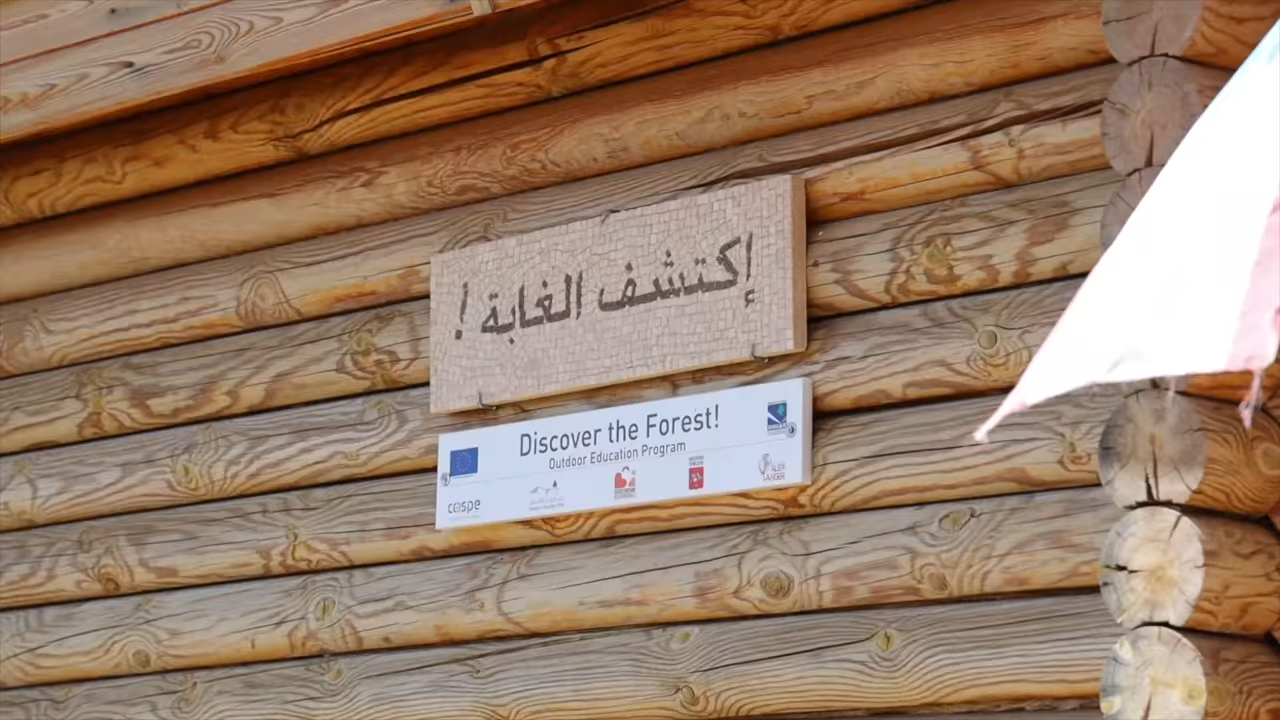 إكتشف الغابة !
Discover the Forest!
Outdoor Education Program
cospe